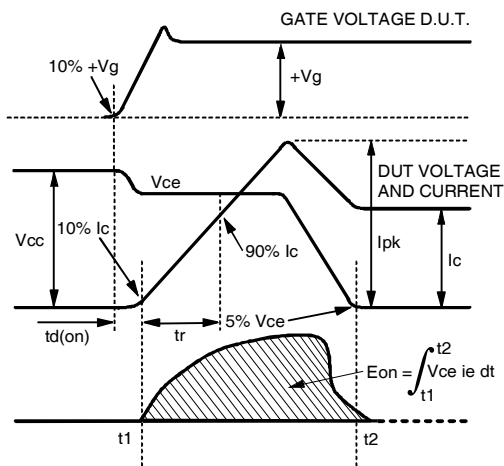 GATE VOLTAGE D.U.T.
10% +Vg
+Vg
Vce
DUT VOLTAGE
AND CURRENT
Vcc
10% Ic
90% Ic
Ipk
Ic
td(on)
tr
5% Vce
Eon = ∫ Vce ie dt
t2
t1
t1
t2